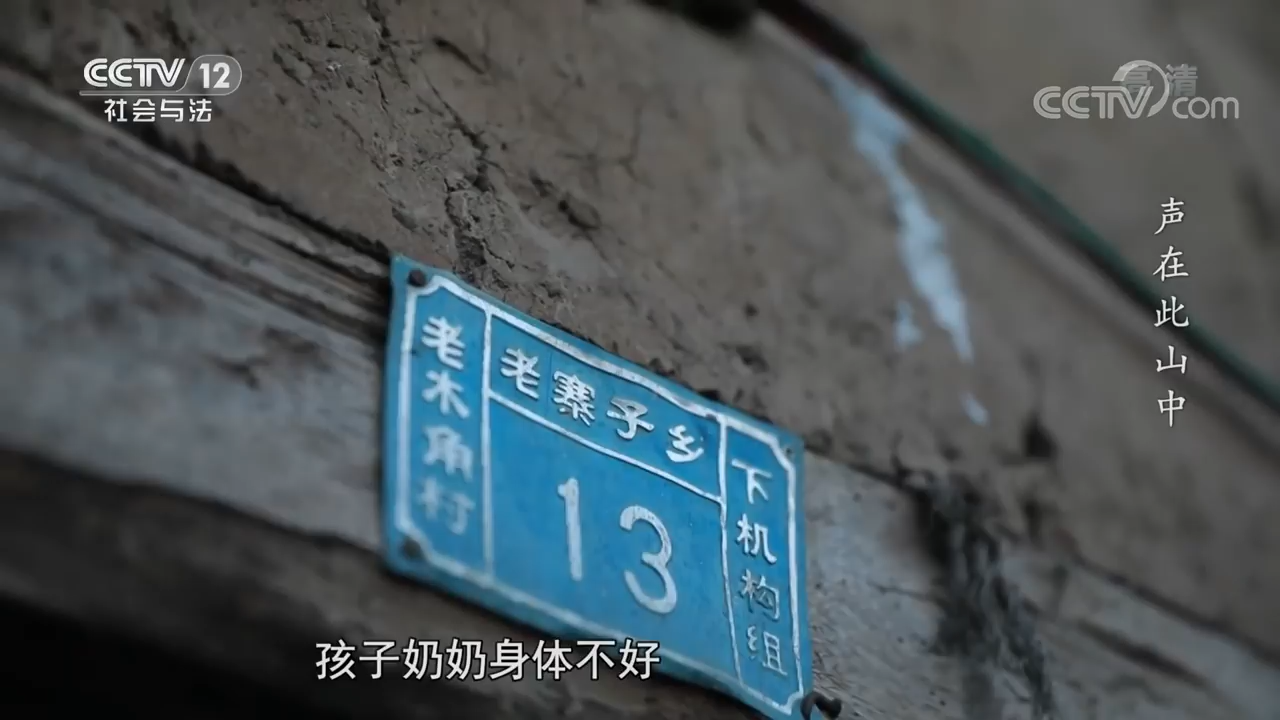 CCTV 12
社会与法
高清
CCTV.com
声在此山中
老木角村
老寨子乡
13
下机构组
孩子奶奶身体不好